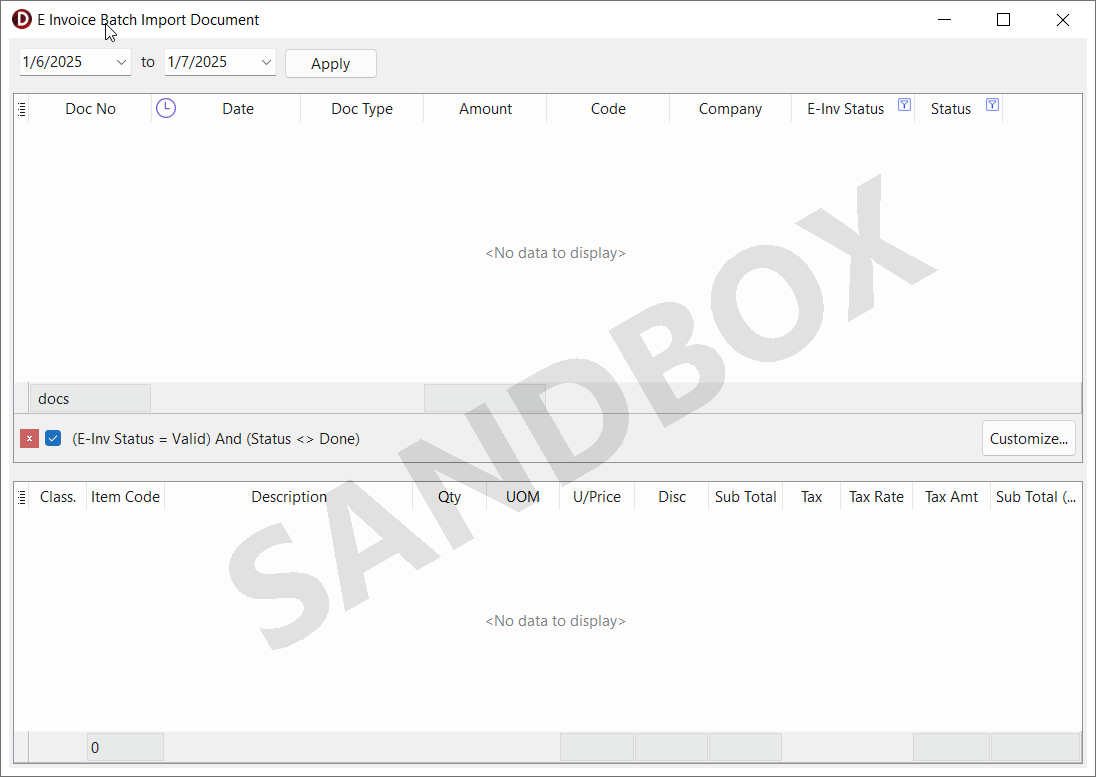 E Invoice Batch Import Document
1/6/2025 to 1/7/2025 Apply
Doc No Date Doc Type Amount Code Company E-Inv Status Status
<No data to display>
docs
x (E-Inv Status = Valid) And (Status <> Done) Customize...
Class. Item Code Description Qty UOM U/Price Disc Sub Total Tax Tax Rate Tax Amt Sub Total (...
<No data to display>
0
SANDBOX